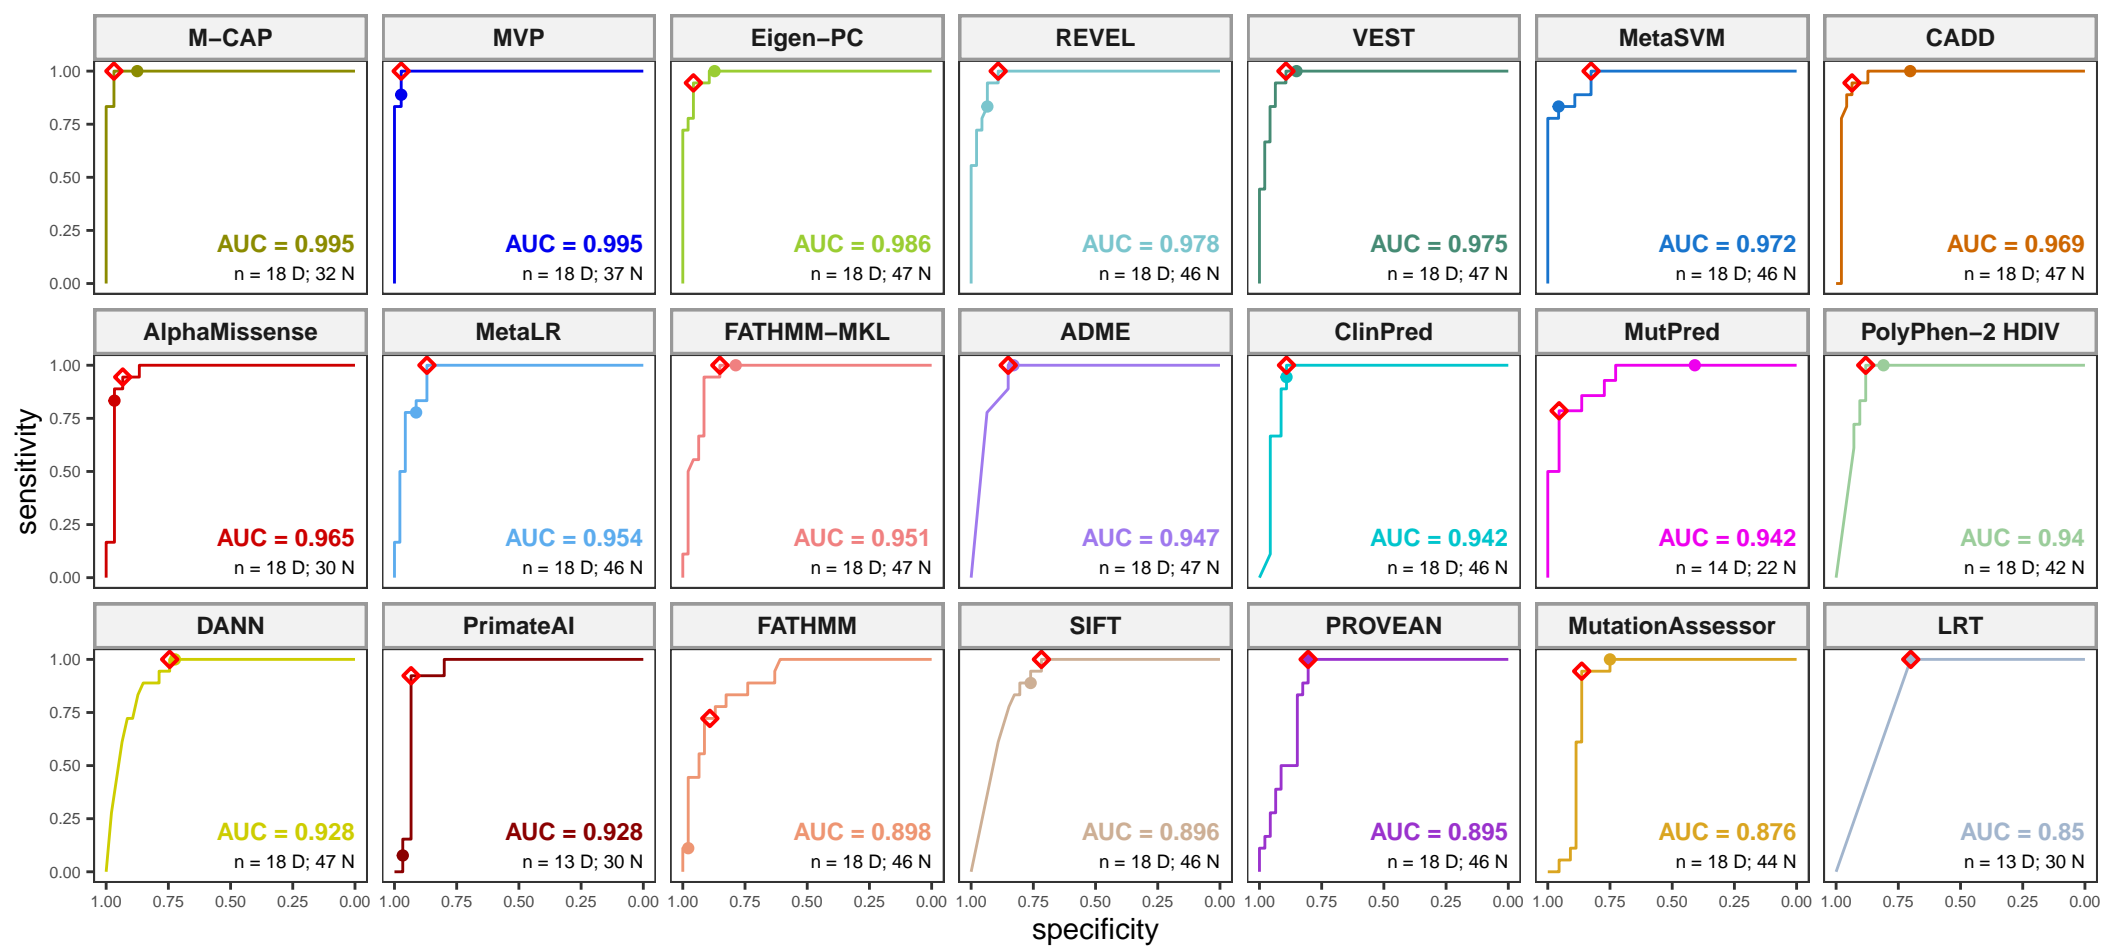 M−CAP
MVP
Eigen−PC
REVEL
VEST
MetaSVM
CADD
1.00
0.75
0.50
0.25
0.00
AUC = 0.995
n = 18 D; 32 N
AUC = 0.995
n = 18 D; 37 N
AUC = 0.986
n = 18 D; 47 N
AUC = 0.978
n = 18 D; 46 N
AUC = 0.975
n = 18 D; 47 N
AUC = 0.972
n = 18 D; 46 N
AUC = 0.969
n = 18 D; 47 N
AlphaMissense
MetaLR
FATHMM−MKL
ADME
ClinPred
MutPred
PolyPhen−2 HDIV
sensitivity
1.00
0.75
0.50
0.25
0.00
AUC = 0.965
n = 18 D; 30 N
AUC = 0.954
n = 18 D; 46 N
AUC = 0.951
n = 18 D; 47 N
AUC = 0.947
n = 18 D; 47 N
AUC = 0.942
n = 18 D; 46 N
AUC = 0.942
n = 14 D; 22 N
AUC = 0.94
n = 18 D; 42 N
DANN
PrimateAI
FATHMM
SIFT
PROVEAN
MutationAssessor
LRT
1.00
0.75
0.50
0.25
0.00
AUC = 0.928
n = 18 D; 47 N
AUC = 0.928
n = 13 D; 30 N
AUC = 0.898
n = 18 D; 46 N
AUC = 0.896
n = 18 D; 46 N
AUC = 0.895
n = 18 D; 46 N
AUC = 0.876
n = 18 D; 44 N
AUC = 0.85
n = 13 D; 30 N
1.00 0.75 0.50 0.25 0.00
1.00 0.75 0.50 0.25 0.00
1.00 0.75 0.50 0.25 0.00
1.00 0.75 0.50 0.25 0.00
1.00 0.75 0.50 0.25 0.00
1.00 0.75 0.50 0.25 0.00
1.00 0.75 0.50 0.25 0.00
specificity